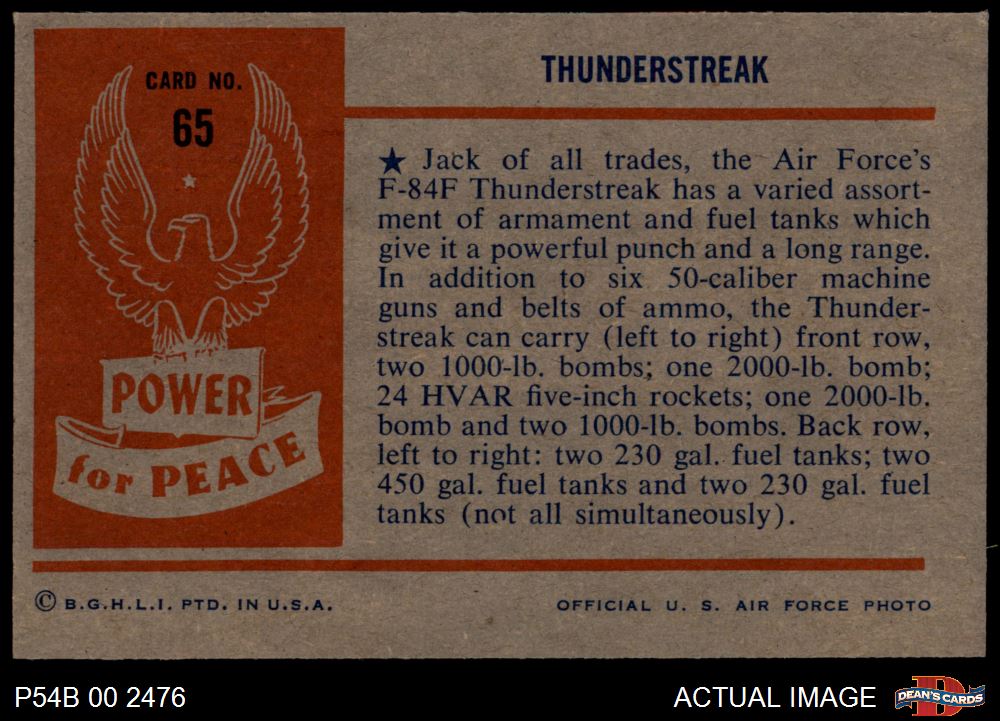 CARD NO.
65
POWER
for PEACE
THUNDERSTREAK
★ Jack of all trades, the Air Force's
F-84F Thunderstreak has a varied assort-
ment of armament and fuel tanks which
give it a powerful punch and a long range.
In addition to six 50-caliber machine
guns and belts of ammo, the Thunder-
streak can carry (left to right) front row,
two 1000-lb. bombs; one 2000-lb. bomb;
24 HVAR five-inch rockets; one 2000-lb.
bomb and two 1000-lb. bombs. Back row,
left to right: two 230 gal. fuel tanks; two
450 gal. fuel tanks and two 230 gal. fuel
tanks (not all simultaneously).
© B.G.H.L.I. PTD. IN U.S.A.
OFFICIAL U. S. AIR FORCE PHOTO
P54B 00 2476
ACTUAL IMAGE
D
DEAN'S CARDS